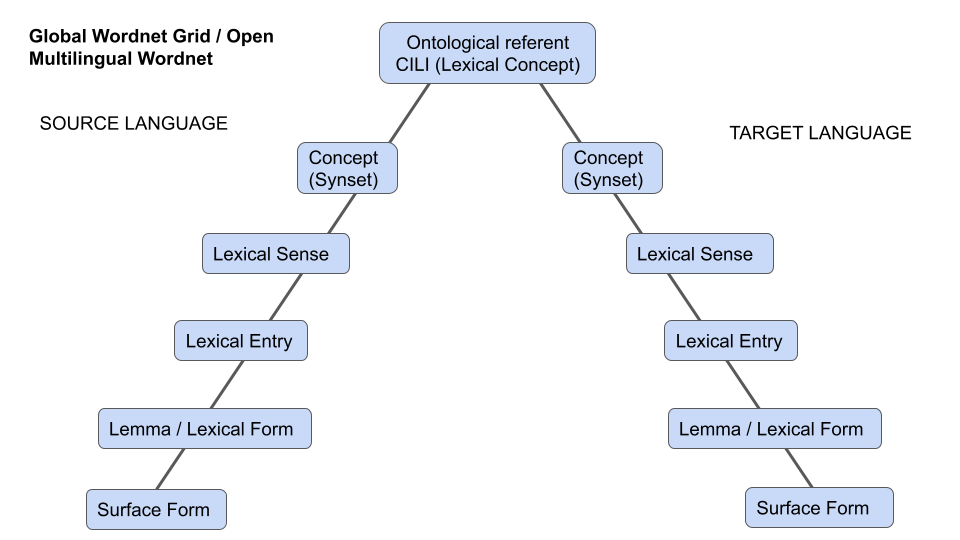 Global Wordnet Grid / Open
Multilingual Wordnet
Ontological referent
CILI (Lexical Concept)
SOURCE LANGUAGE
TARGET LANGUAGE
Concept
(Synset)
Concept
(Synset)
Lexical Sense
Lexical Sense
Lexical Entry
Lexical Entry
Lemma / Lexical Form
Lemma / Lexical Form
Surface Form
Surface Form